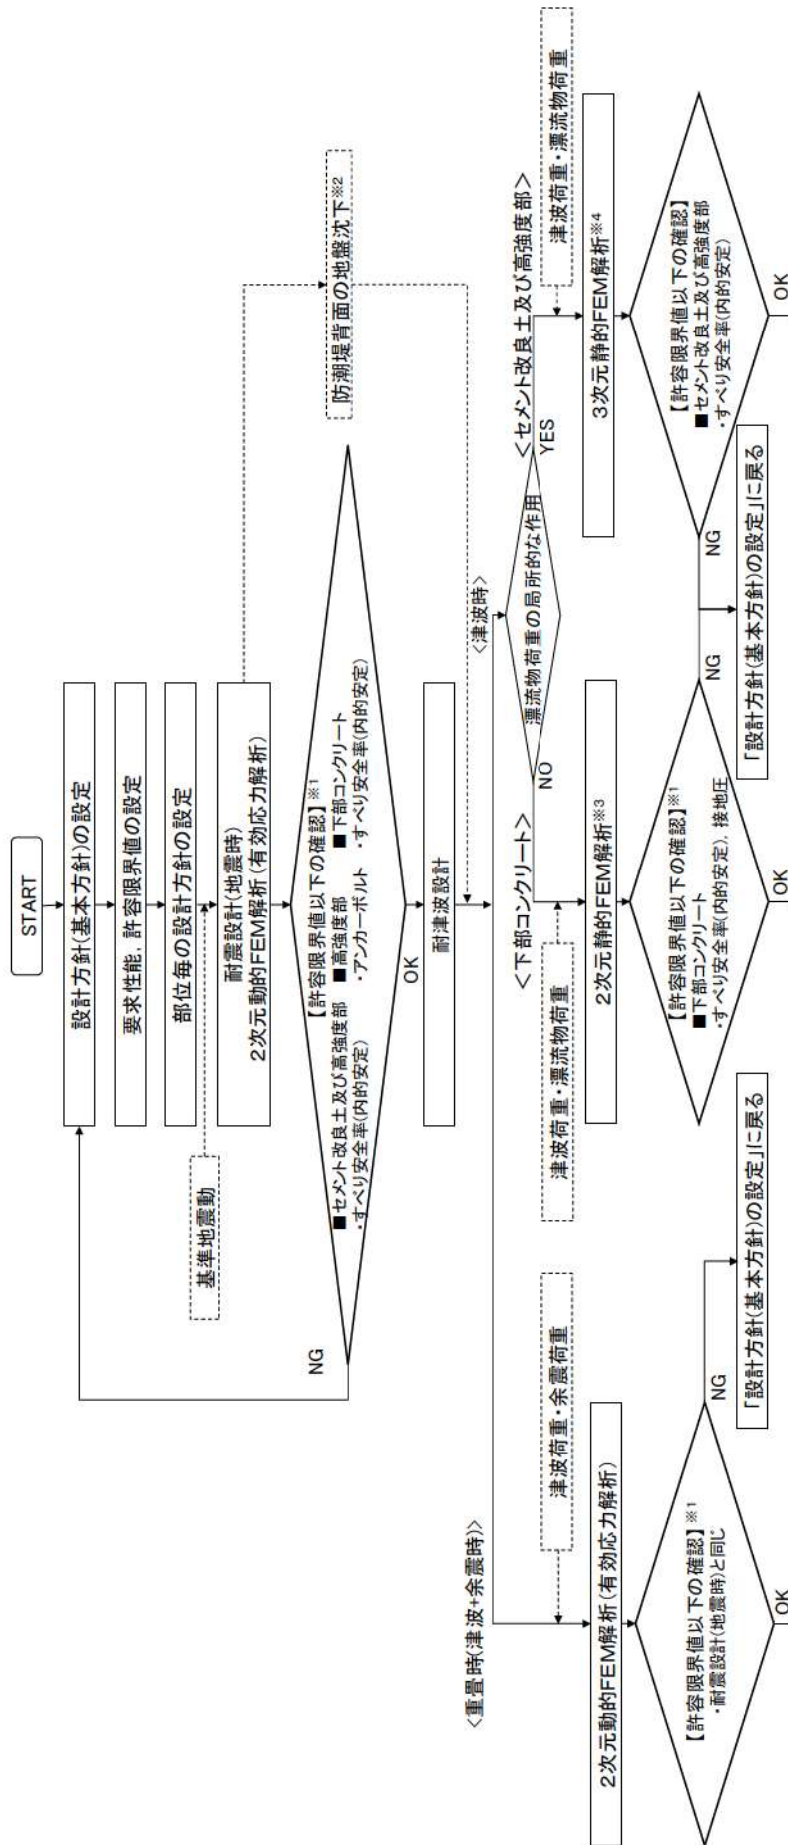 START
設計方針(基本方針)の設定
要求性能，許容限界値の設定
部位毎の設計方針の設定
基準地震動
耐震設計(地震時)
2次元動的FEM解析(有効応力解析)
【許容限界値以下の確認】※1
■セメント改良土及び高強度部
・すべり安全率(内的安定)
■高強度部
・アンカーボルト
■下部コンクリート
・すべり安全率(内的安定)
NG
OK
防潮堤背面の地盤沈下※2
耐津波設計
<重畳時(津波+余震時)>
<津波時>
津波荷重・余震荷重
2次元動的FEM解析(有効応力解析)
【許容限界値以下の確認】※1
・耐震設計(地震時)と同じ
NG
「設計方針(基本方針)の設定」に戻る
OK
漂流物荷重の局所的な作用
NO
YES
<下部コンクリート>
津波荷重・漂流物荷重
2次元静的FEM解析※3
【許容限界値以下の確認】※1
■下部コンクリート
・すべり安全率(内的安定)，接地圧
NG
OK
<セメント改良土及び高強度部>
津波荷重・漂流物荷重
3次元静的FEM解析※4
【許容限界値以下の確認】
■セメント改良土及び高強度部
・すべり安全率(内的安定)
NG
「設計方針(基本方針)の設定」に戻る
OK